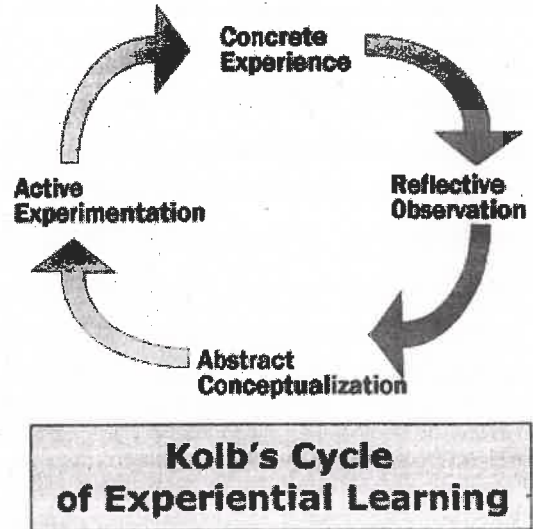 Concrete
Experience
Reflective
Observation
Abstract
Conceptualization
Active
Experimentation
Kolb's Cycle
of Experiential Learning